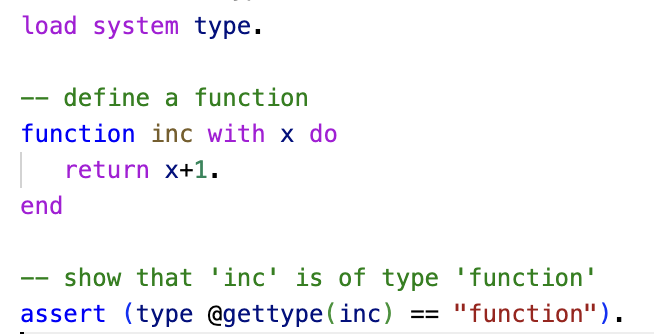 load system type.
-- define a function
function inc with x do
return x+1.
end
-- show that 'inc' is of type 'function'
assert (type @gettype(inc) == "function").